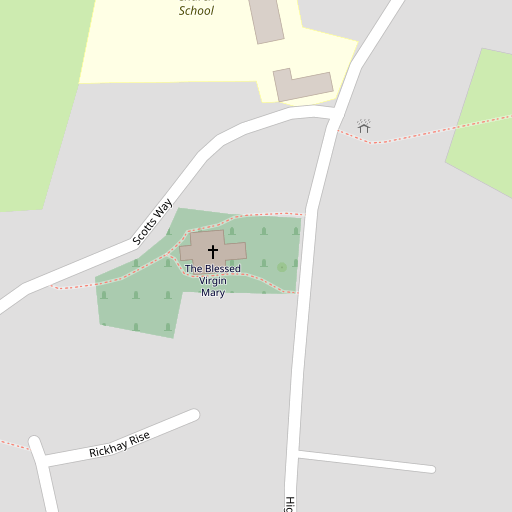 School
Scotts Way
The Blessed
Virgin
Mary
Rickhay Rise